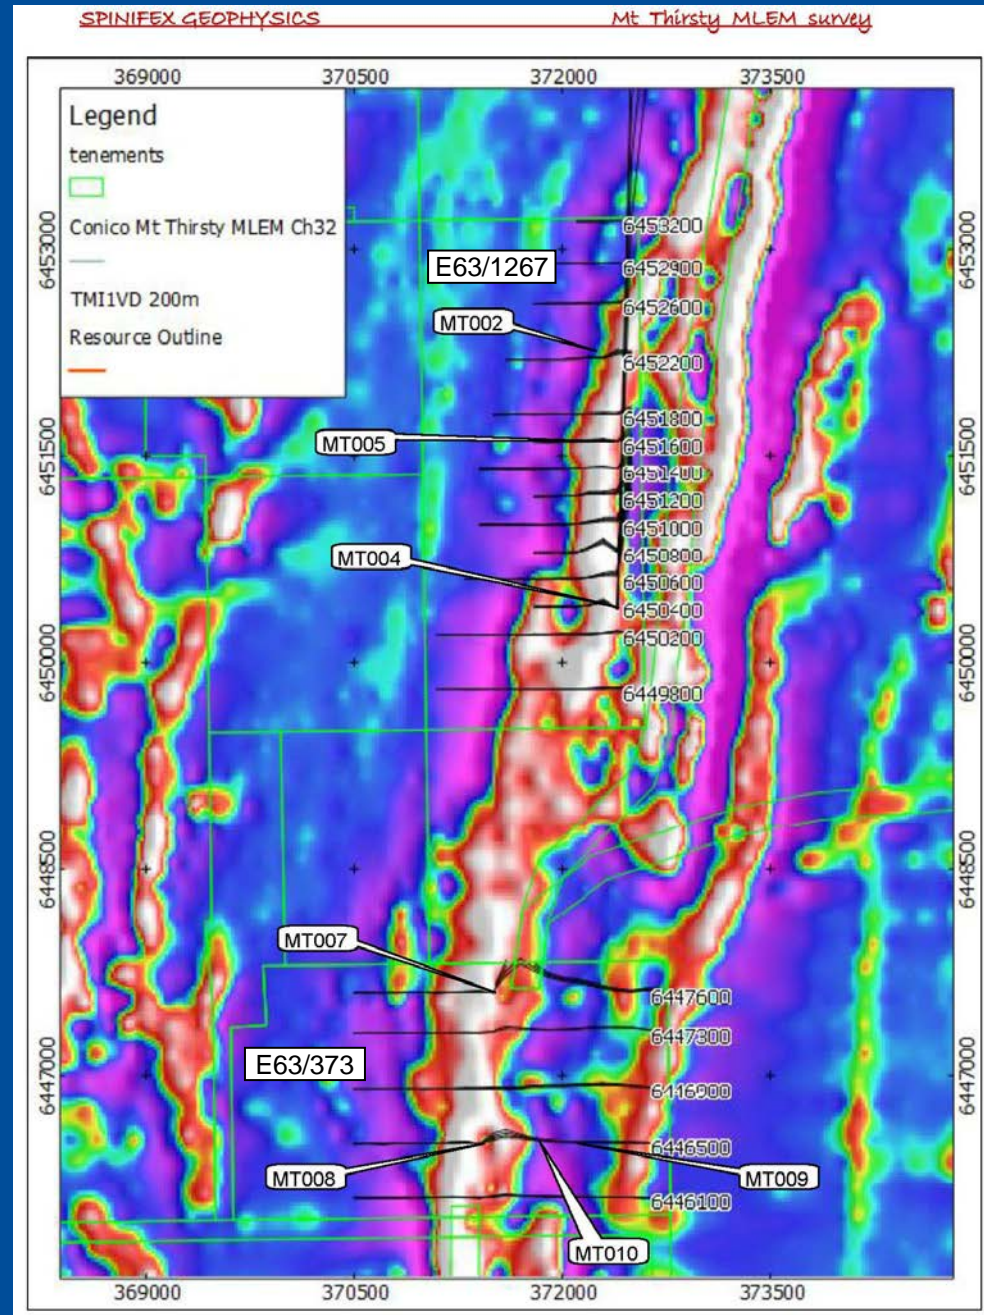 SPINIFEX GEOPHYSICS Mt Thirsty MLEM survey
369000 370500 372000 373500
Legend
tenements
Conico Mt Thirsty MLEM Ch32
TMI1VD 200m
Resource Outline
6453000
6451500
6450000
6448500
6447000
6453000
6451500
6450000
6448500
6447000
6453200
E63/1267
6452900
6452600
MT002
6452200
6451800
MT005
6451600
6451400
6451200
6451000
MT004
6450800
6450600
6450400
6450200
6449800
MT007
6447600
6447300
E63/373
6446900
6446500
MT008
MT009
6446100
MT010
369000 370500 372000 373500